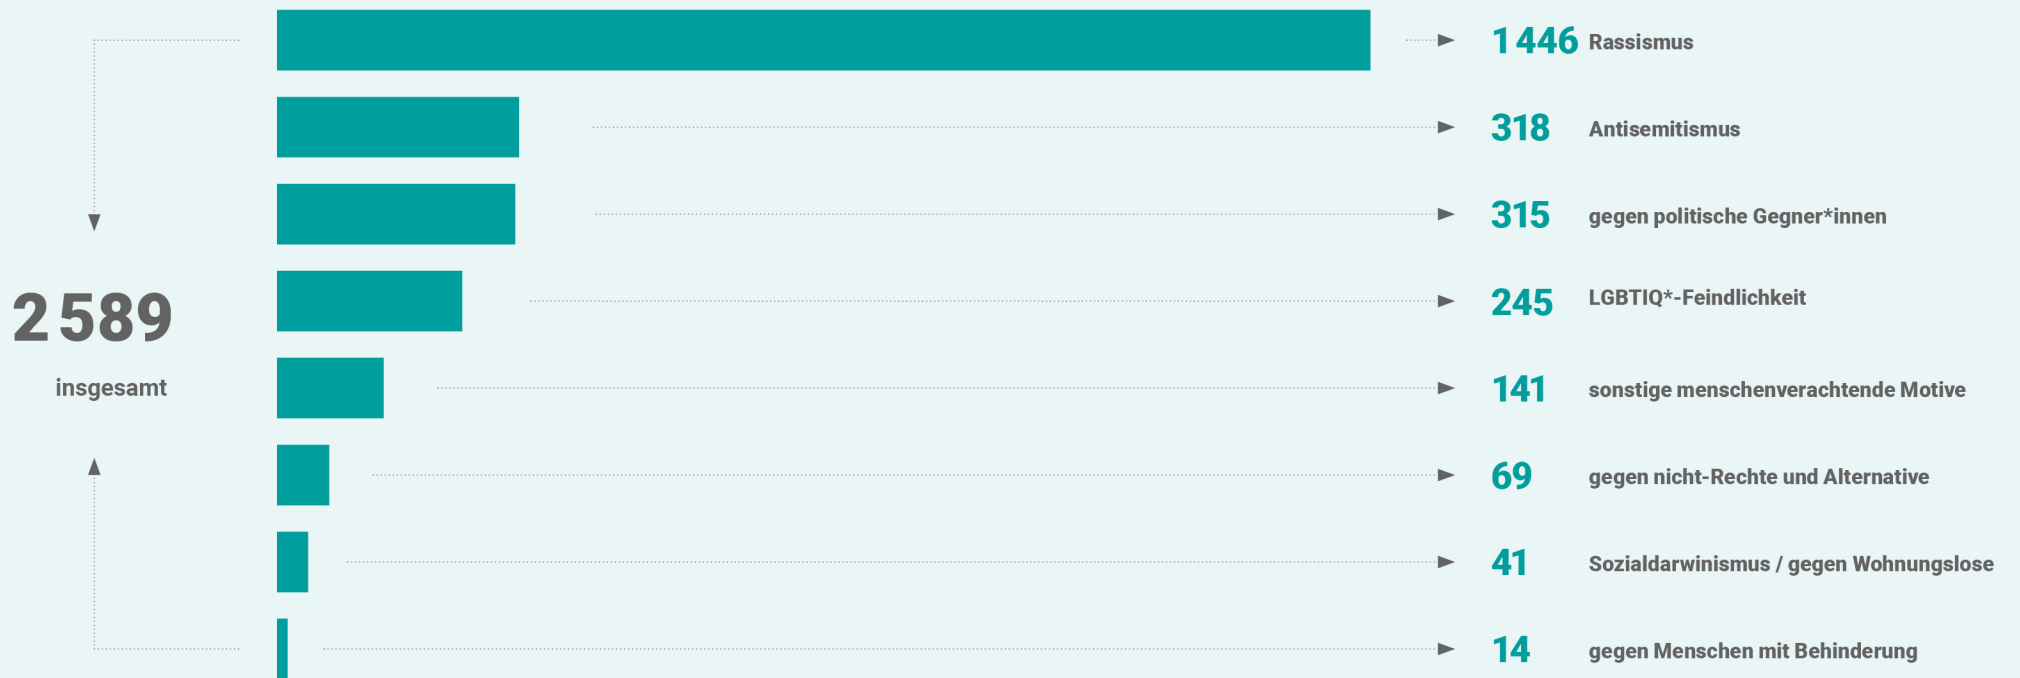 1 446 Rassismus
318 Antisemitismus
315 gegen politische Gegner*innen
245 LGBTIQ*-Feindlichkeit
2 589
insgesamt
141 sonstige menschenverachtende Motive
69 gegen nicht-Rechte und Alternative
41 Sozialdarwinismus / gegen Wohnungslose
14 gegen Menschen mit Behinderung